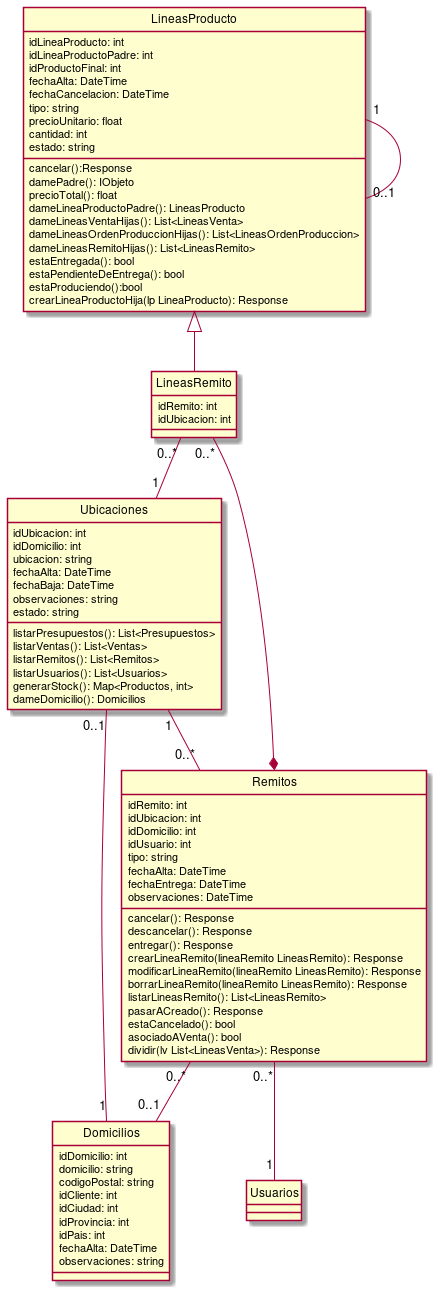 LineasProducto
idLineaProducto: int
idLineaProductoPadre: int
idProductoFinal: int
fechaAlta: DateTime
fechaCancelacion: DateTime
tipo: string
precioUnitario: float
cantidad: int
estado: string
cancelar():Response
damePadre(): IObjeto
precioTotal(): float
dameLineaProductoPadre(): LineasProducto
dameLineasVentaHijas(): List<LineasVenta>
dameLineasOrdenProduccionHijas(): List<LineasOrdenProduccion>
dameLineasRemitoHijas(): List<LineasRemito>
estaEntregada(): bool
estaPendienteDeEntrega(): bool
estaProduciendo():bool
crearLineaProductoHija(lp LineaProducto): Response
1
0..1
LineasRemito
idRemito: int
idUbicacion: int
0..*
0..*
1
Ubicaciones
idUbicacion: int
idDomicilio: int
ubicacion: string
fechaAlta: DateTime
fechaBaja: DateTime
observaciones: string
estado: string
listarPresupuestos(): List<Presupuestos>
listarVentas(): List<Ventas>
listarRemitos(): List<Remitos>
listarUsuarios(): List<Usuarios>
generarStock(): Map<Productos, int>
dameDomicilio(): Domicilios
0..1
1
0..*
Remitos
idRemito: int
idUbicacion: int
idDomicilio: int
idUsuario: int
tipo: string
fechaAlta: DateTime
fechaEntrega: DateTime
observaciones: DateTime
cancelar(): Response
descancelar(): Response
entregar(): Response
crearLineaRemito(lineaRemito LineasRemito): Response
modificarLineaRemito(lineaRemito LineasRemito): Response
borrarLineaRemito(lineaRemito LineasRemito): Response
listarLineasRemito(): List<LineasRemito>
pasarACreado(): Response
estaCancelado(): bool
asociadoAVenta(): bool
dividir(lv List<LineasVenta>): Response
0..*
0..*
1
0..1
1
Domicilios
idDomicilio: int
domicilio: string
codigoPostal: string
idCliente: int
idCiudad: int
idProvincia: int
idPais: int
fechaAlta: DateTime
observaciones: string
Usuarios